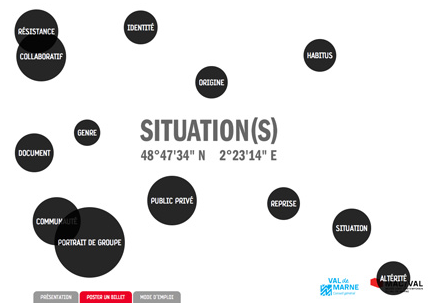 RÉSISTANCE
IDENTITÉ
COLLABORATIF
HABITUS
ORIGINE
SITUATION(S)
GENRE
48°47'34" N 2°23'14" E
DOCUMENT
PUBLIC PRIVÉ
REPRISE
COMMUNAUTÉ
SITUATION
PORTRAIT DE GROUPE
ALTÉRITÉ
VAL de
MARNE
PRÉSENTATION POSTER UN BILLET MODE D'EMPLOI